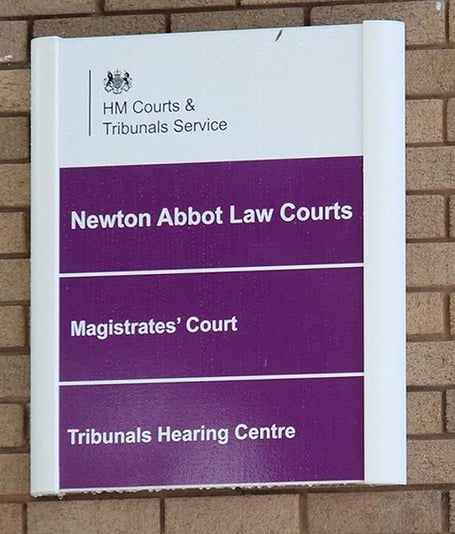 HM Courts &
Tribunals Service
Newton Abbot Law Courts
Magistrates' Court
Tribunals Hearing Centre